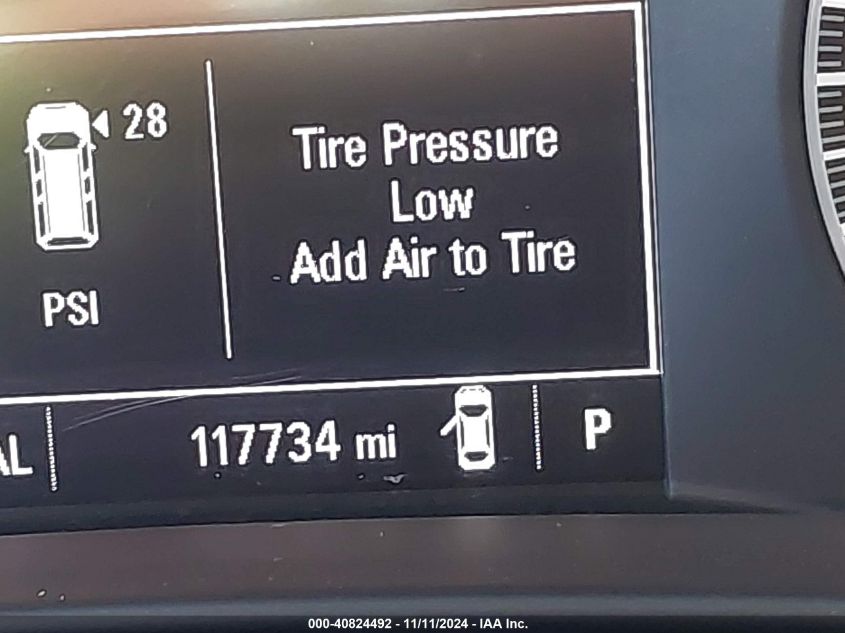 28
Tire Pressure
Low
Add Air to Tire
PSI
AL
117734 mi
P
000-40824492 - 11/11/2024 - IAA Inc.